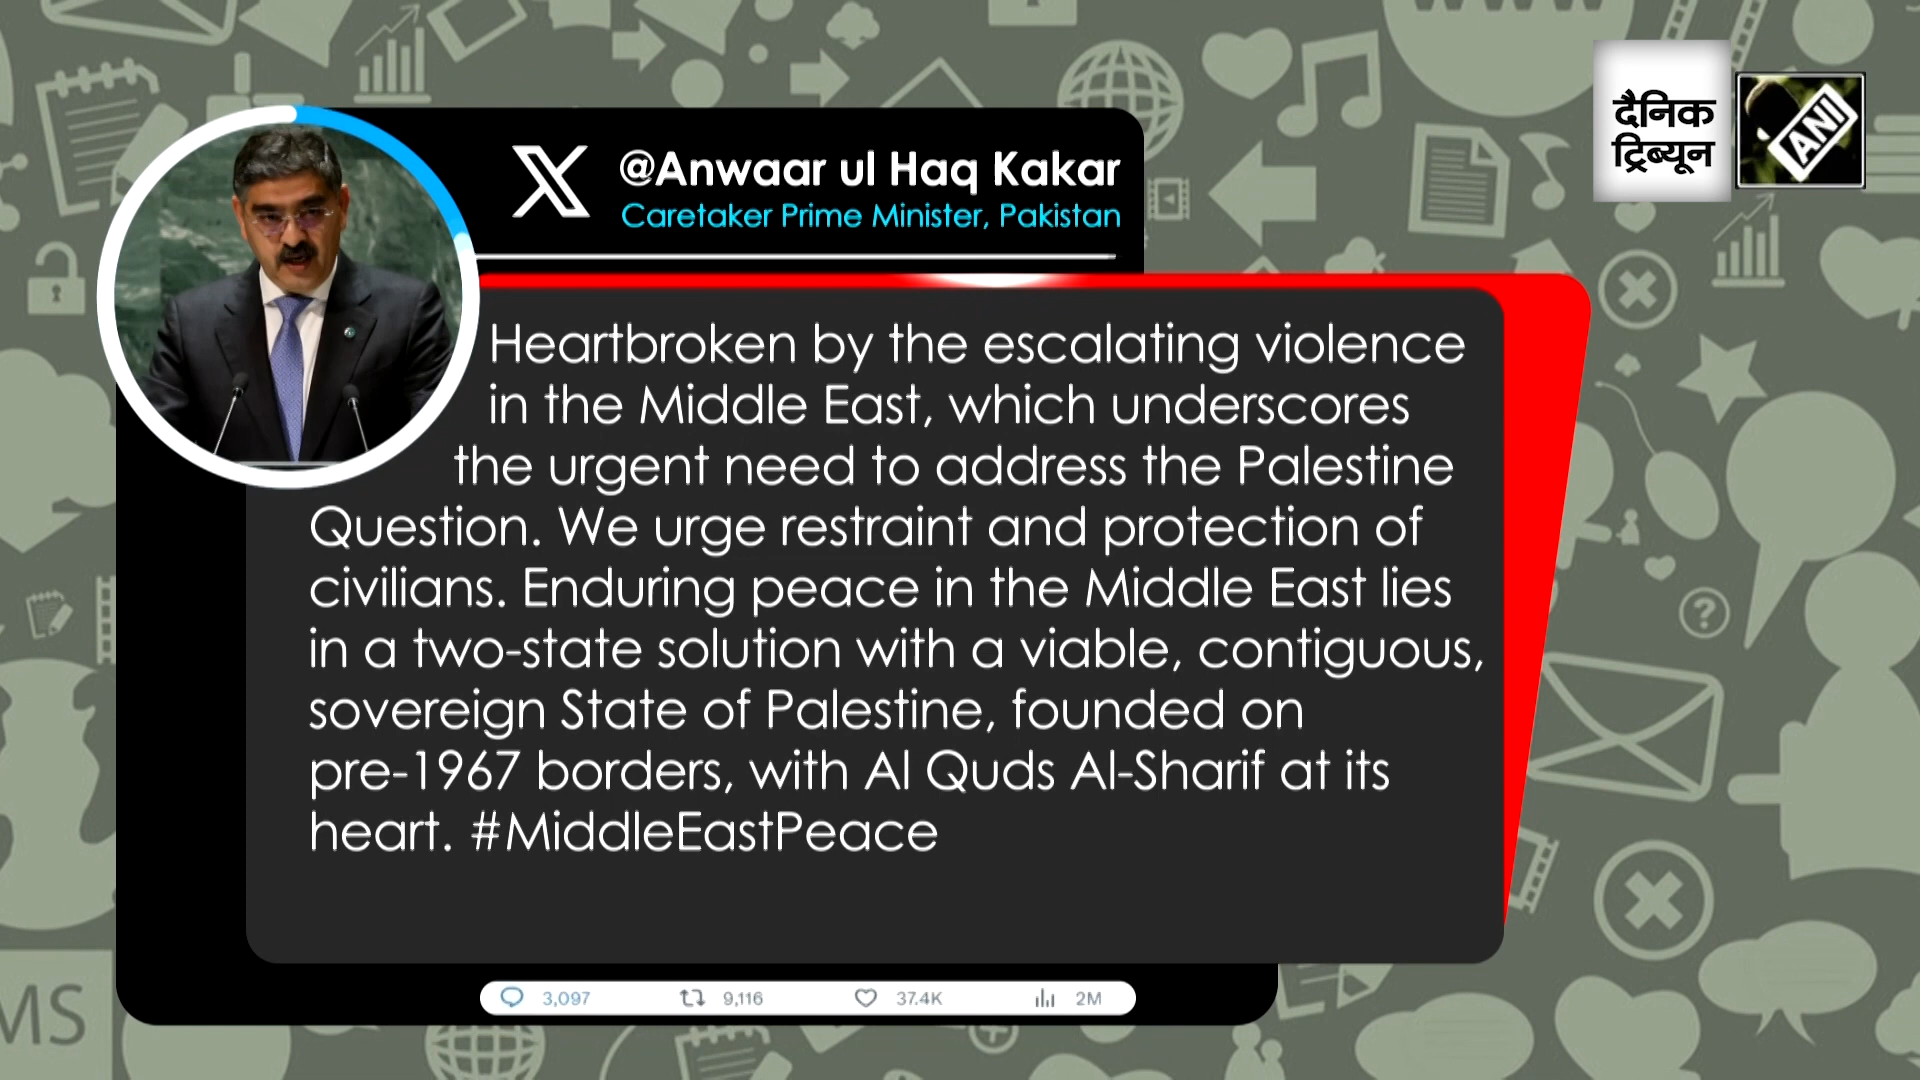 दैनिक
ट्रिब्यून
ANI
@Anwaar ul Haq Kakar
Caretaker Prime Minister, Pakistan
Heartbroken by the escalating violence
in the Middle East, which underscores
the urgent need to address the Palestine
Question. We urge restraint and protection of
civilians. Enduring peace in the Middle East lies
in a two-state solution with a viable, contiguous,
sovereign State of Palestine, founded on
pre-1967 borders, with Al Quds Al-Sharif at its
heart. #MiddleEastPeace
3,097 9,116 37.4K 2M
MS